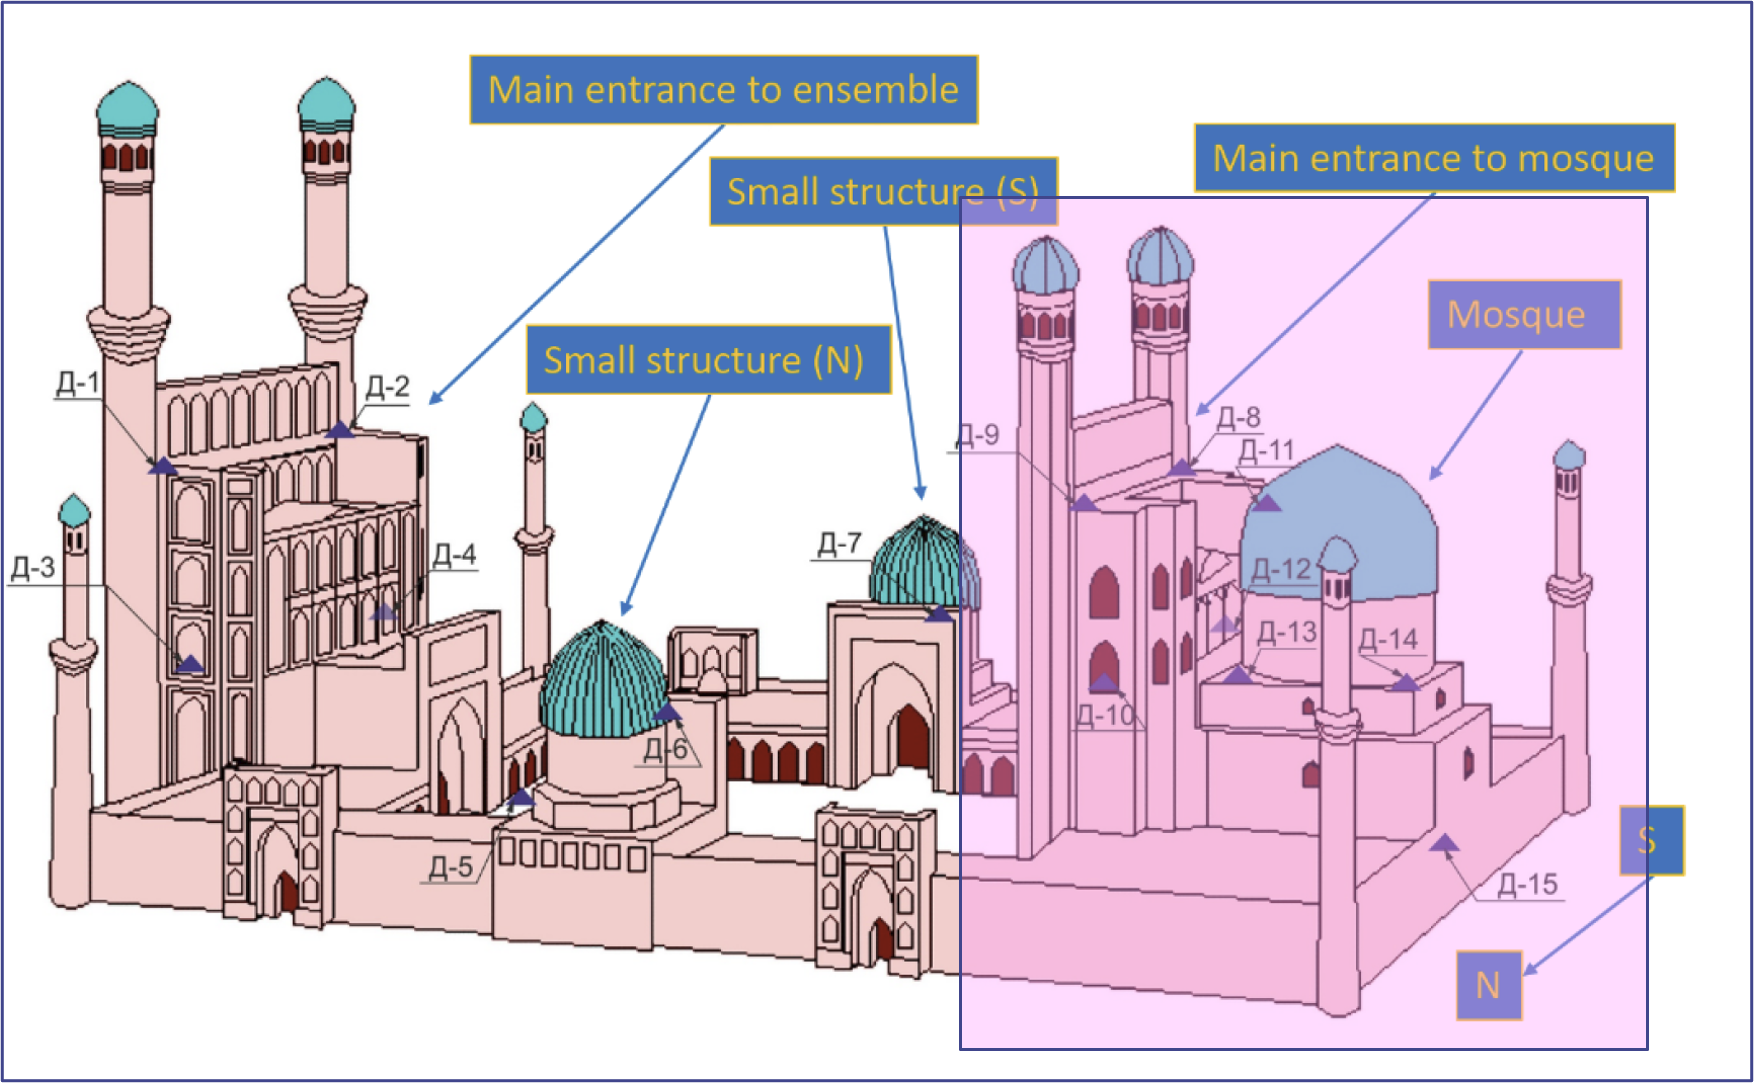 Main entrance to ensemble
Main entrance to mosque
Small structure (S)
Mosque
Small structure (N)
Д-1
Д-2
Д-8
Д-9
Д-11
Д-7
Д-4
Д-3
Д-12
Д-13
Д-14
Д-10
Д-6
S
Д-5
Д-15
N